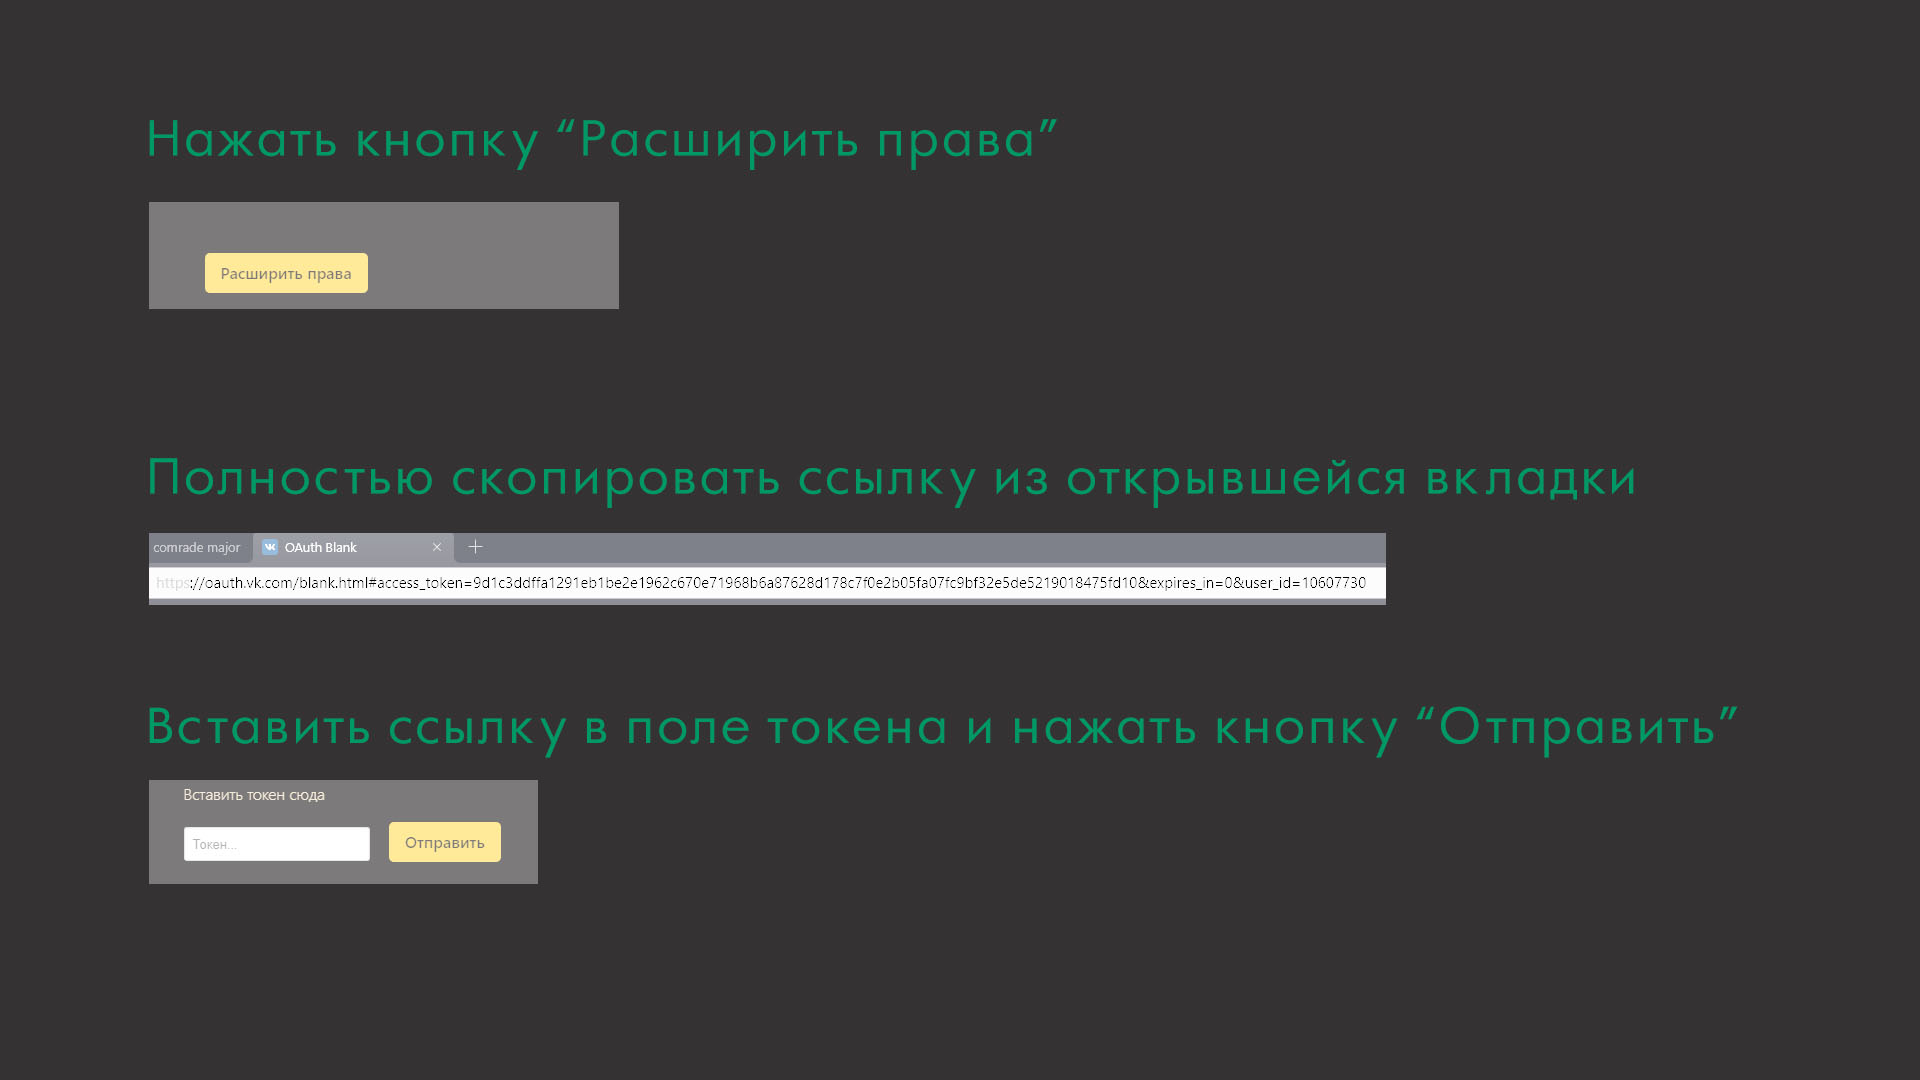 Нажать кнопку “Расширить права”
Расширить права
Полностью скопировать ссылку из открывшейся вкладки
comrade major OAuth Blank
https://oauth.vk.com/blank.html#access_token=9d1c3ddffa1291eb1be2e1962c670e71968b6a87628d178c7f0e2b05fa07fc9bf32e5de5219018475fd10&expires_in=0&user_id=10607730
Вставить ссылку в поле токена и нажать кнопку “Отправить”
Вставить токен сюда
Токен... Отправить